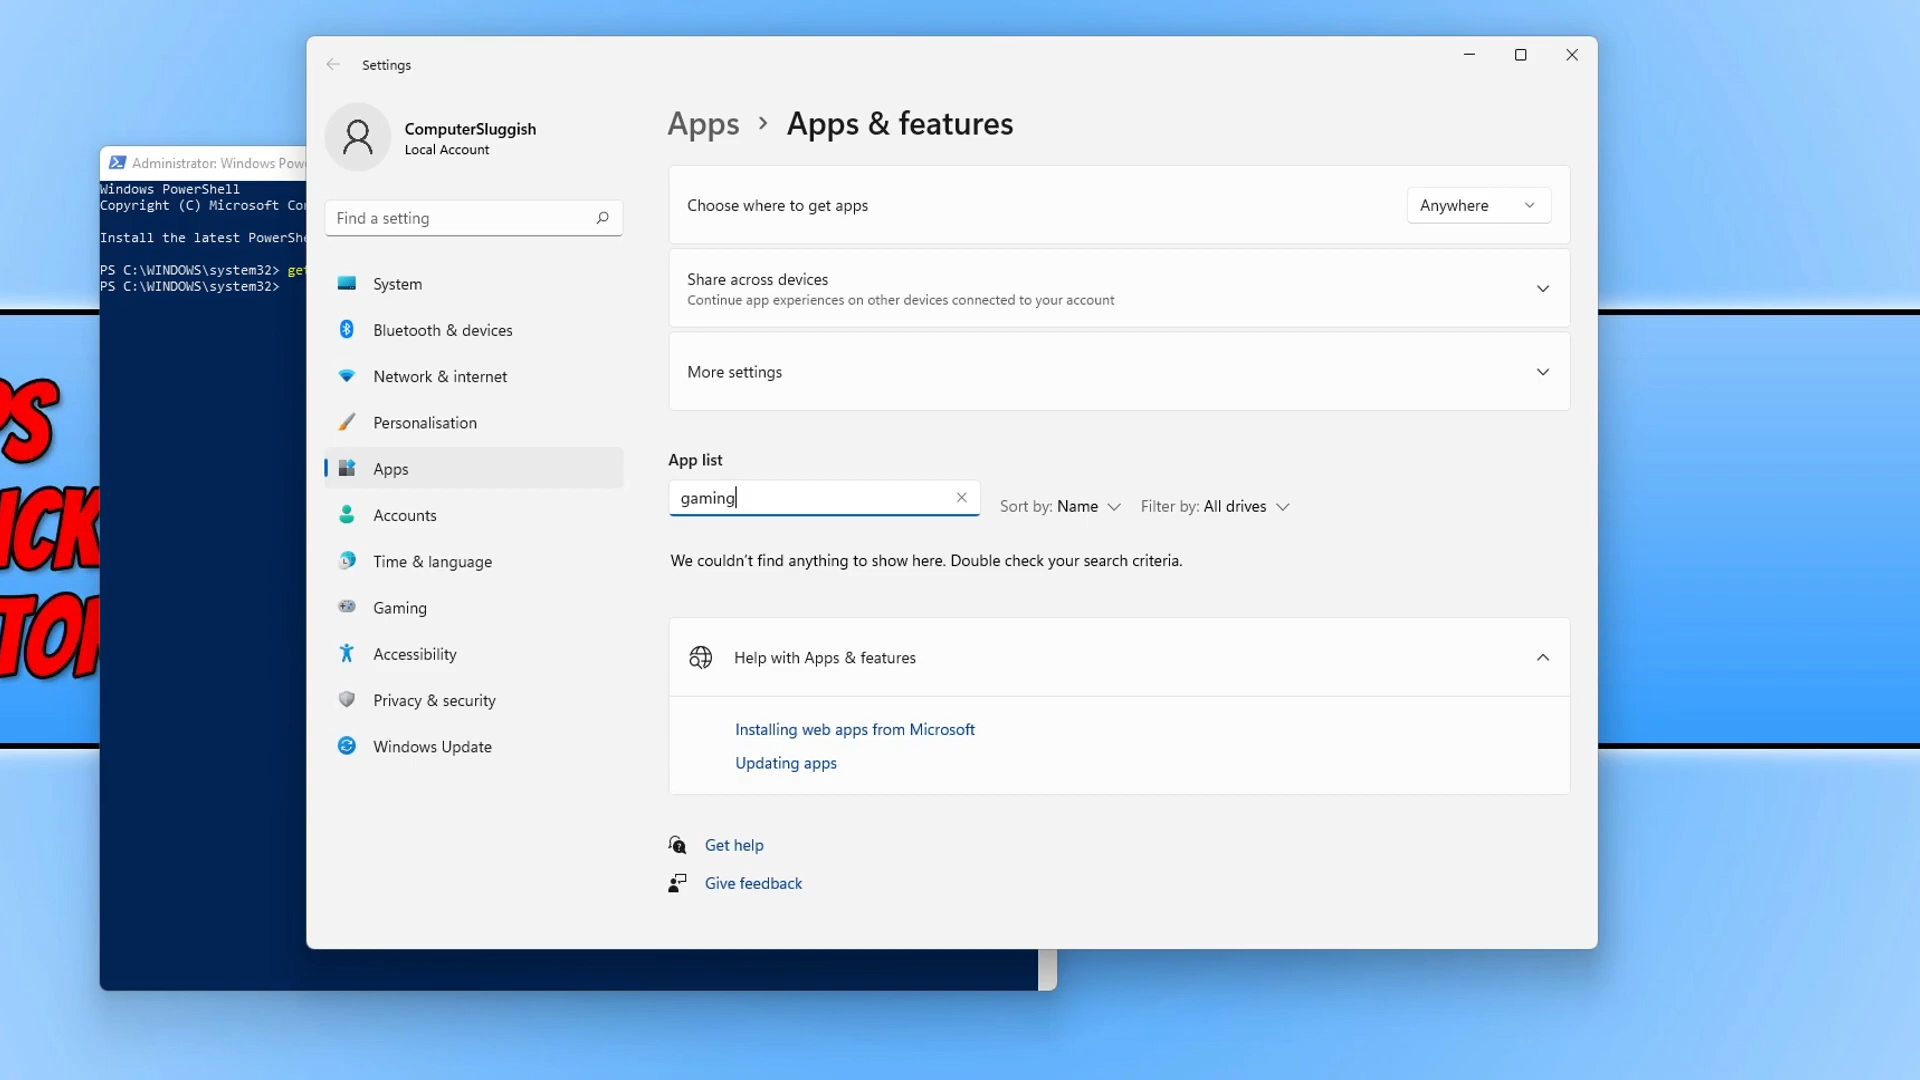 Settings
ComputerSluggish
Local Account
Find a setting
System
Bluetooth & devices
Network & internet
Personalisation
Apps
Accounts
Time & language
Gaming
Accessibility
Privacy & security
Windows Update
Apps > Apps & features
Choose where to get apps
Anywhere
Share across devices
Continue app experiences on other devices connected to your account
More settings
App list
gaming
Sort by: Name
Filter by: All drives
We couldn't find anything to show here. Double check your search criteria.
Help with Apps & features
Installing web apps from Microsoft
Updating apps
Get help
Give feedback
Administrator: Windows Pow
Windows PowerShell
Copyright (C) Microsoft Co
Install the latest PowerShe
PS C:\WINDOWS\system32> get
PS C:\WINDOWS\system32>